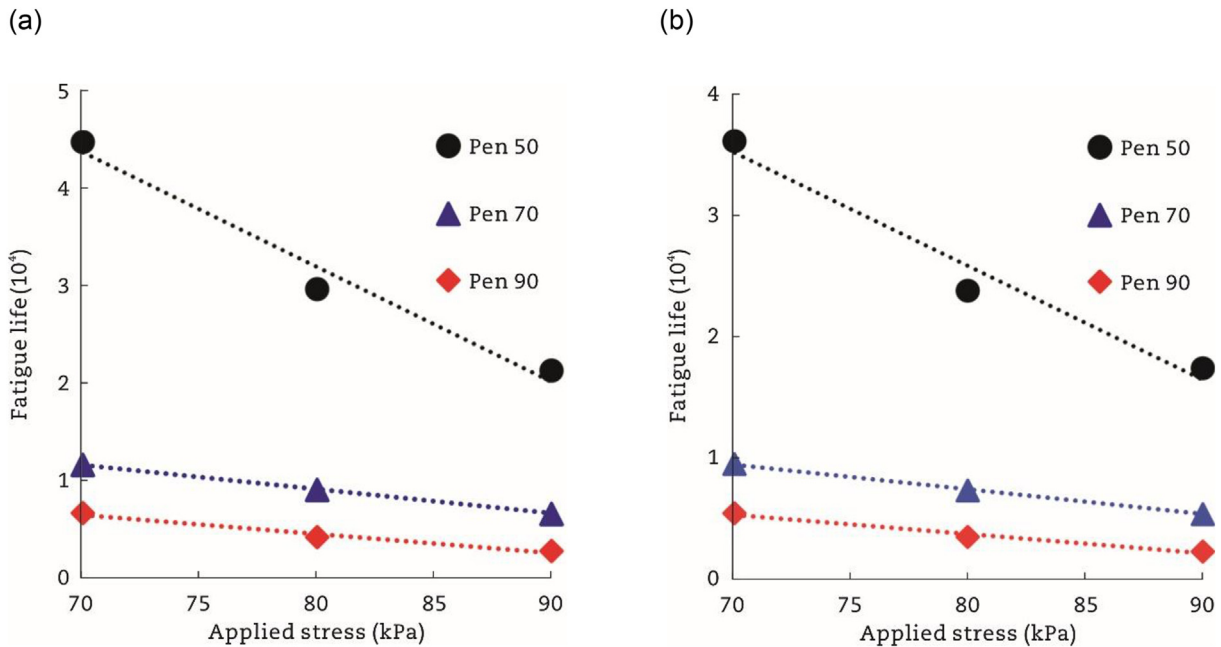 (a)
5
4
3
2
1
0
70 75 80 85 90
Fatigue life (10⁴)
Applied stress (kPa)
Pen 50
Pen 70
Pen 90
(b)
4
3
2
1
0
70 75 80 85 90
Fatigue life (10⁴)
Applied stress (kPa)
Pen 50
Pen 70
Pen 90